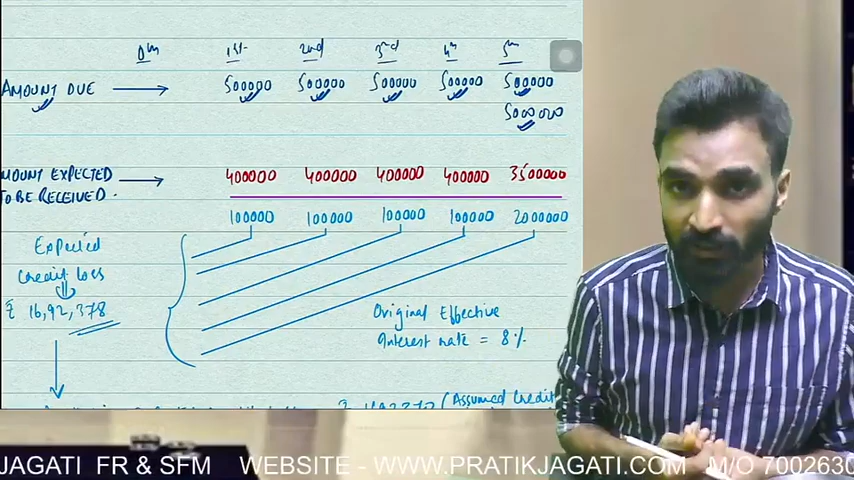 0th 1st 2nd 3rd 4th 5th
AMOUNT DUE 500000 500000 500000 500000 500000
5000000
MOUNT EXPECTED 400000 400000 400000 400000 3500000
TO BE RECEIVED.
100000 100000 100000 100000 2000000
Expected
Credit loss
₹ 16,92,378
Original Effective
Interest rate = 8%
(Assumed Credit
JAGATI FR & SFM WEBSITE - WWW.PRATIKJAGATI.COM M/O 7002630